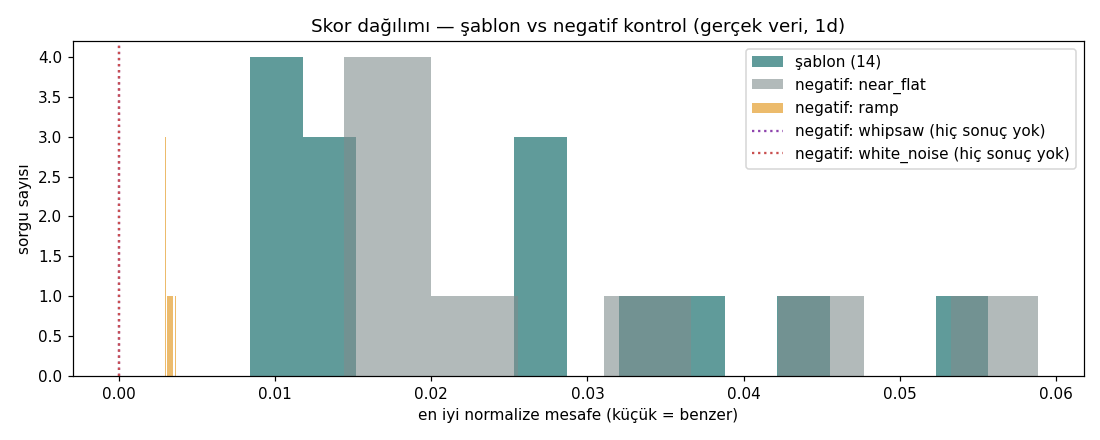 Skor dağılımı — şablon vs negatif kontrol (gerçek veri, 1d)
şablon (14)
negatif: near_flat
negatif: ramp
negatif: whipsaw (hiç sonuç yok)
negatif: white_noise (hiç sonuç yok)
sorgu sayısı
4.0
3.5
3.0
2.5
2.0
1.5
1.0
0.5
0.0
0.00 0.01 0.02 0.03 0.04 0.05 0.06
en iyi normalize mesafe (küçük = benzer)